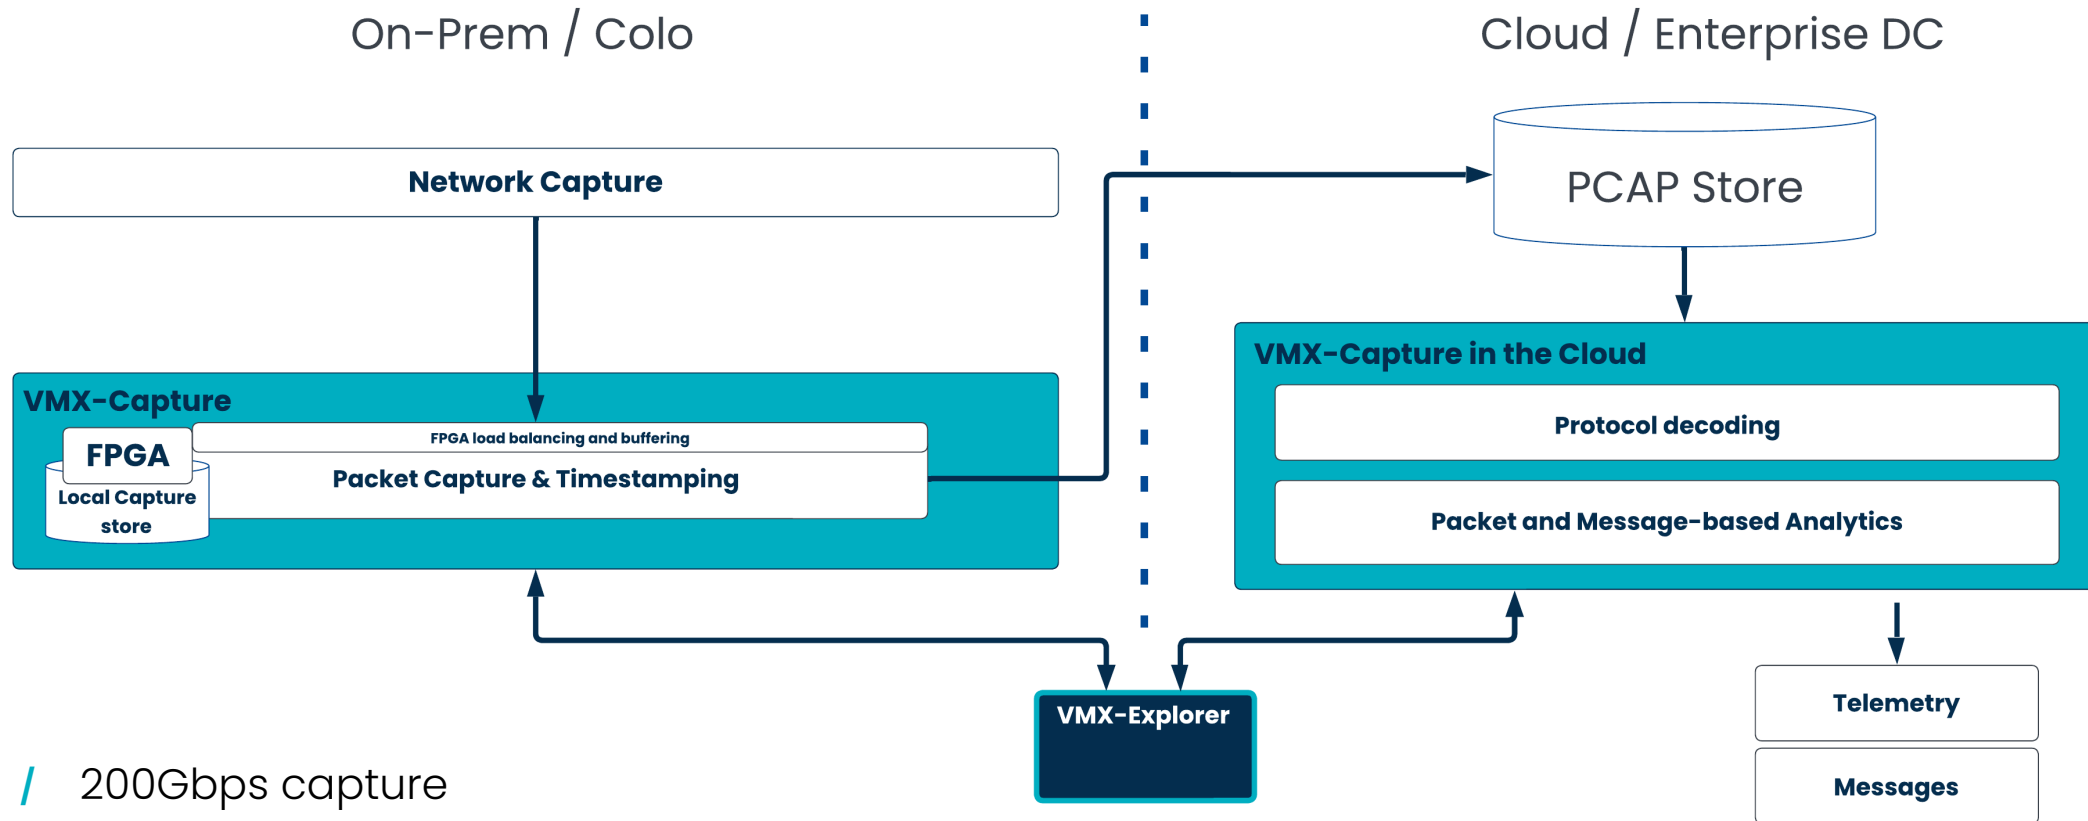 On-Prem / Colo
Cloud / Enterprise DC
Network Capture
PCAP Store
VMX-Capture
FPGA
FPGA load balancing and buffering
Packet Capture & Timestamping
Local Capture
store
VMX-Capture in the Cloud
Protocol decoding
Packet and Message-based Analytics
VMX-Explorer
Telemetry
Messages
/ 200Gbps capture